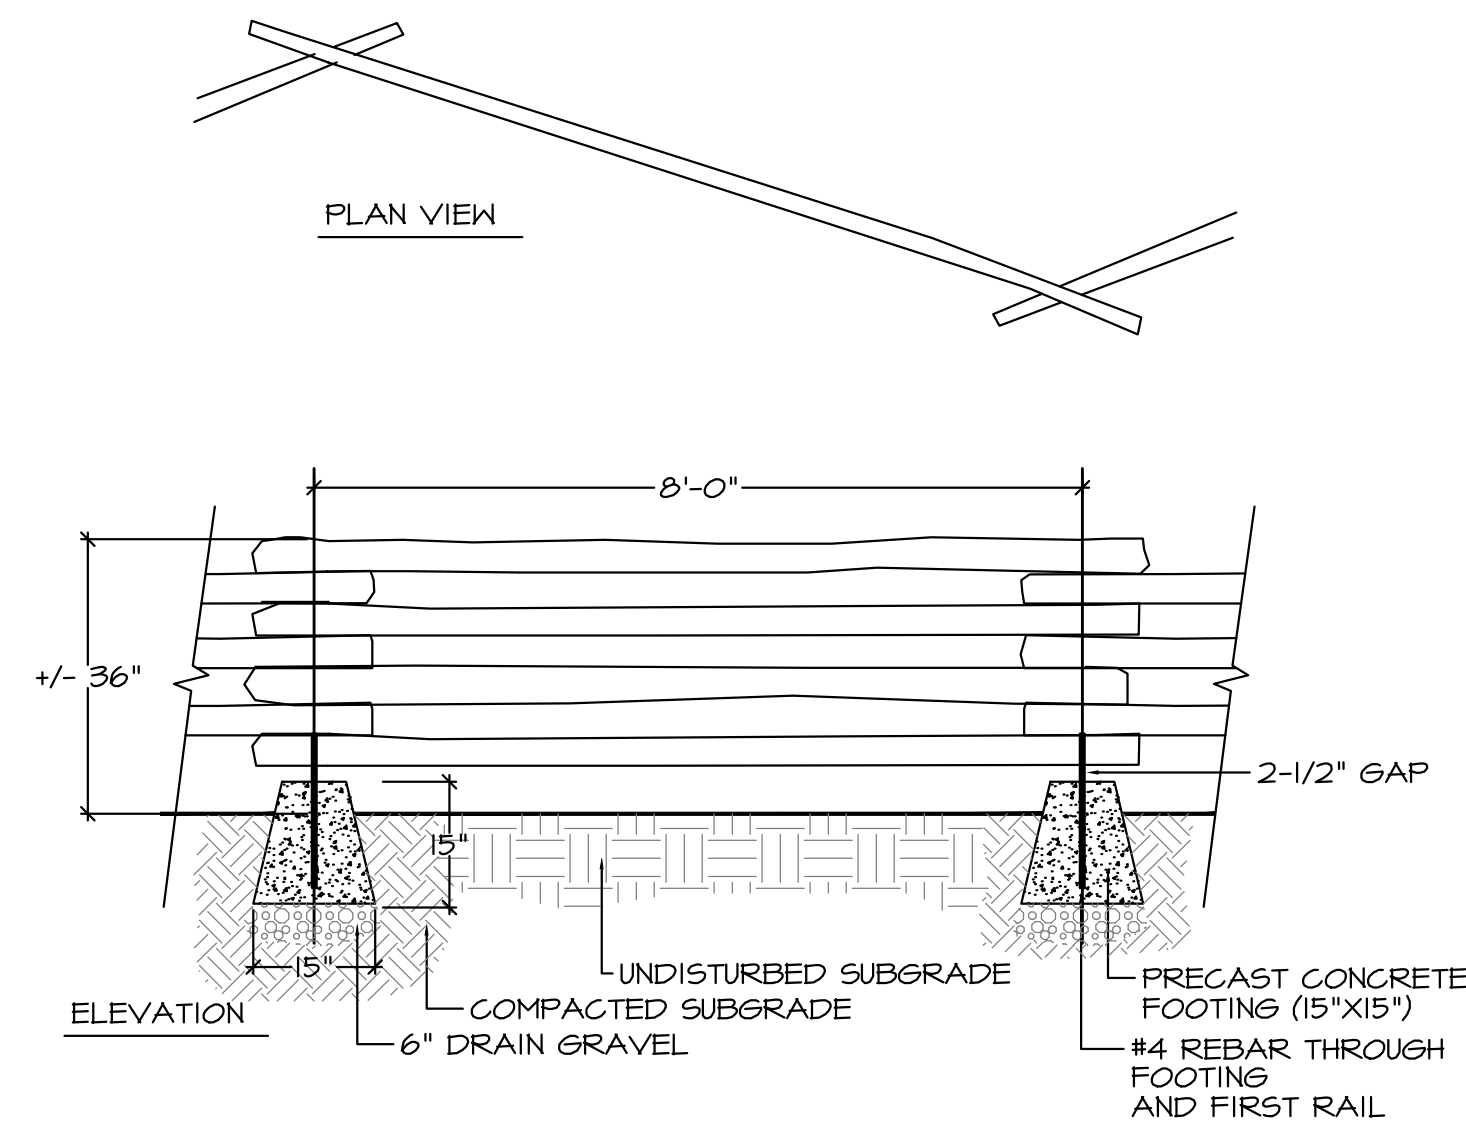 PLAN VIEW
8'-0"
+/- 36"
2-1/2" GAP
15"
15"
UNDISTURBED SUBGRADE
PRECAST CONCRETE
FOOTING (15"X15")
COMPACTED SUBGRADE
ELEVATION
6" DRAIN GRAVEL
#4 REBAR THROUGH
FOOTING
AND FIRST RAIL